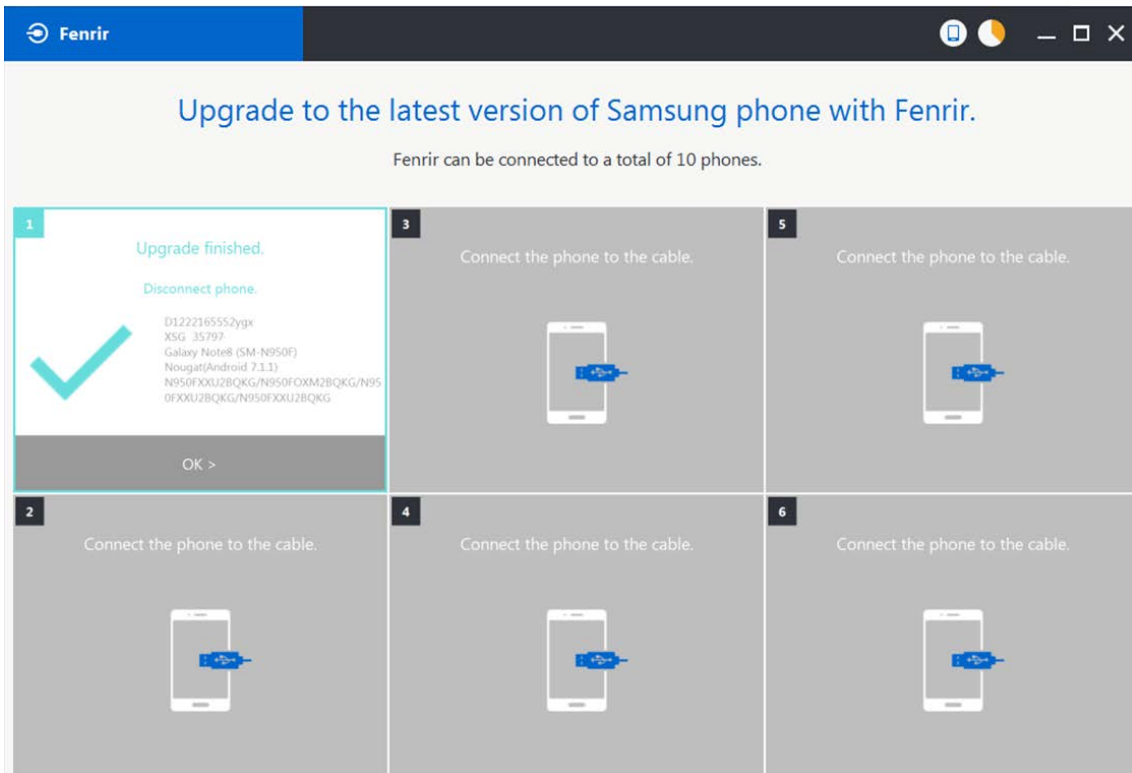 Fenrir
Upgrade to the latest version of Samsung phone with Fenrir.
Fenrir can be connected to a total of 10 phones.
1
Upgrade finished.
Disconnect phone.
D1222165552ygx
XSG 35797
Galaxy Note8 (SM-N950F)
Nougat(Android 7.1.1)
N950FXXU2BQKG/N950FOXM2BQKG/N95
0FXXU2BQKG/N950FXXU2BQKG
OK >
2
Connect the phone to the cable.
3
Connect the phone to the cable.
4
Connect the phone to the cable.
5
Connect the phone to the cable.
6
Connect the phone to the cable.